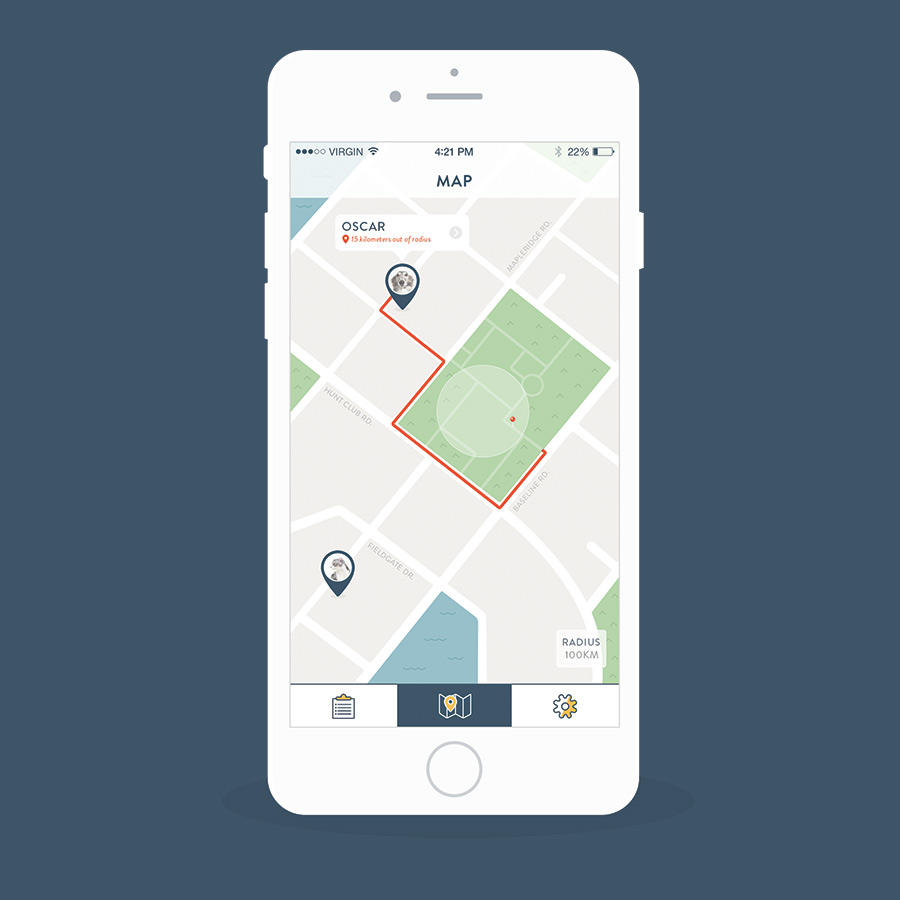 VIRGIN
4:21 PM
22%
MAP
OSCAR
15 kilometers out of radius
MAPLERIDGE RD.
HUNT CLUB RD.
BASELINE RD.
FIELDGATE DR.
RADIUS
100KM